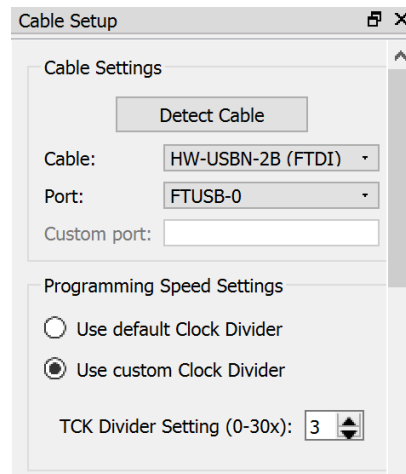 Cable Setup
Cable Settings
Detect Cable
Cable: HW-USBN-2B (FTDI)
Port: FTUSB-0
Custom port:
Programming Speed Settings
Use default Clock Divider
Use custom Clock Divider
TCK Divider Setting (0-30x): 3